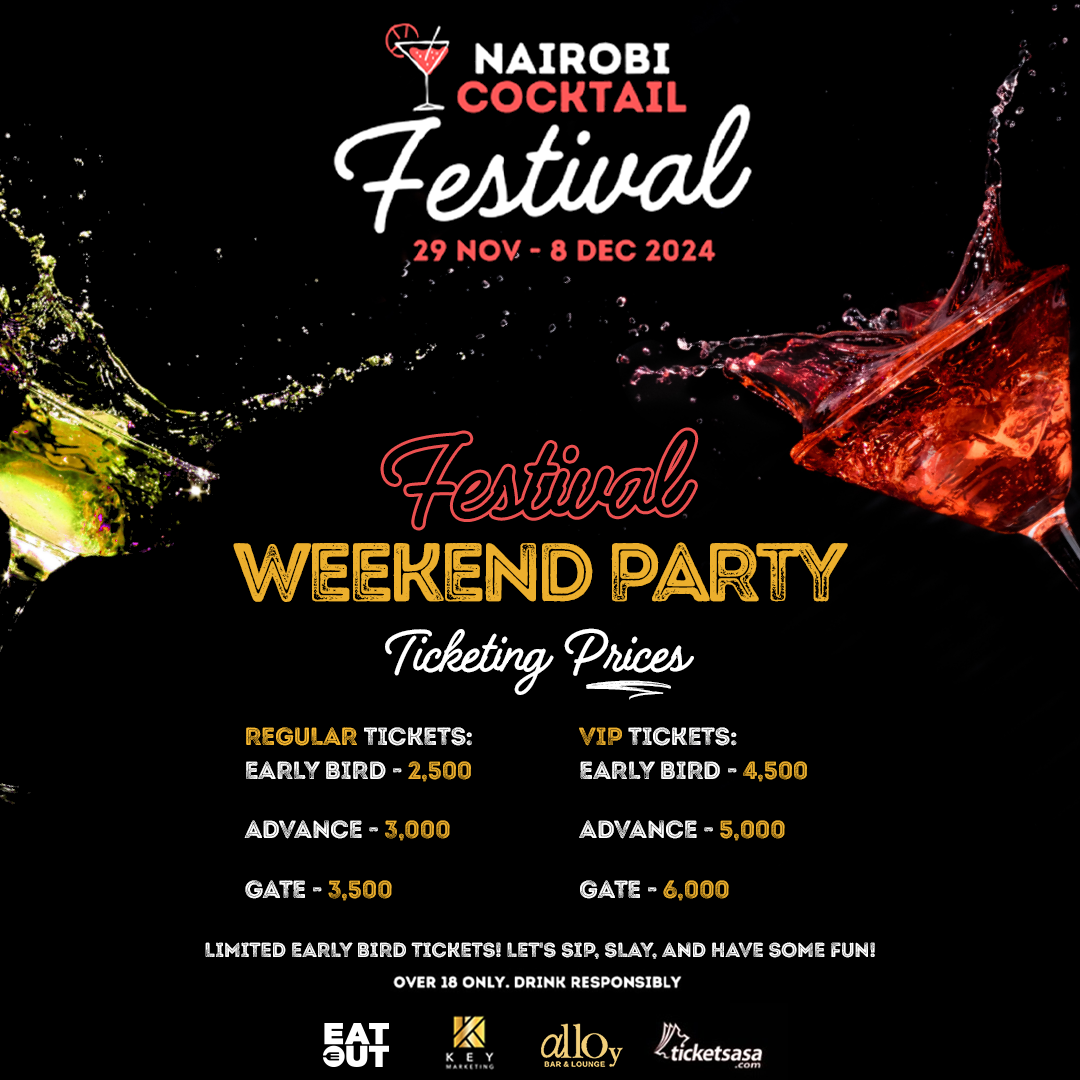 NAIROBI
COCKTAIL
Festival
29 NOV - 8 DEC 2024
Festival
WEEKEND PARTY
Ticketing Prices
REGULAR TICKETS:
EARLY BIRD - 2,500
ADVANCE - 3,000
GATE - 3,500
VIP TICKETS:
EARLY BIRD - 4,500
ADVANCE - 5,000
GATE - 6,000
LIMITED EARLY BIRD TICKETS! LET'S SIP, SLAY, AND HAVE SOME FUN!
OVER 18 ONLY. DRINK RESPONSIBLY
EAT
OUT
KEY
MARKETING
alloy
BAR & LOUNGE
ticketsasa
.com